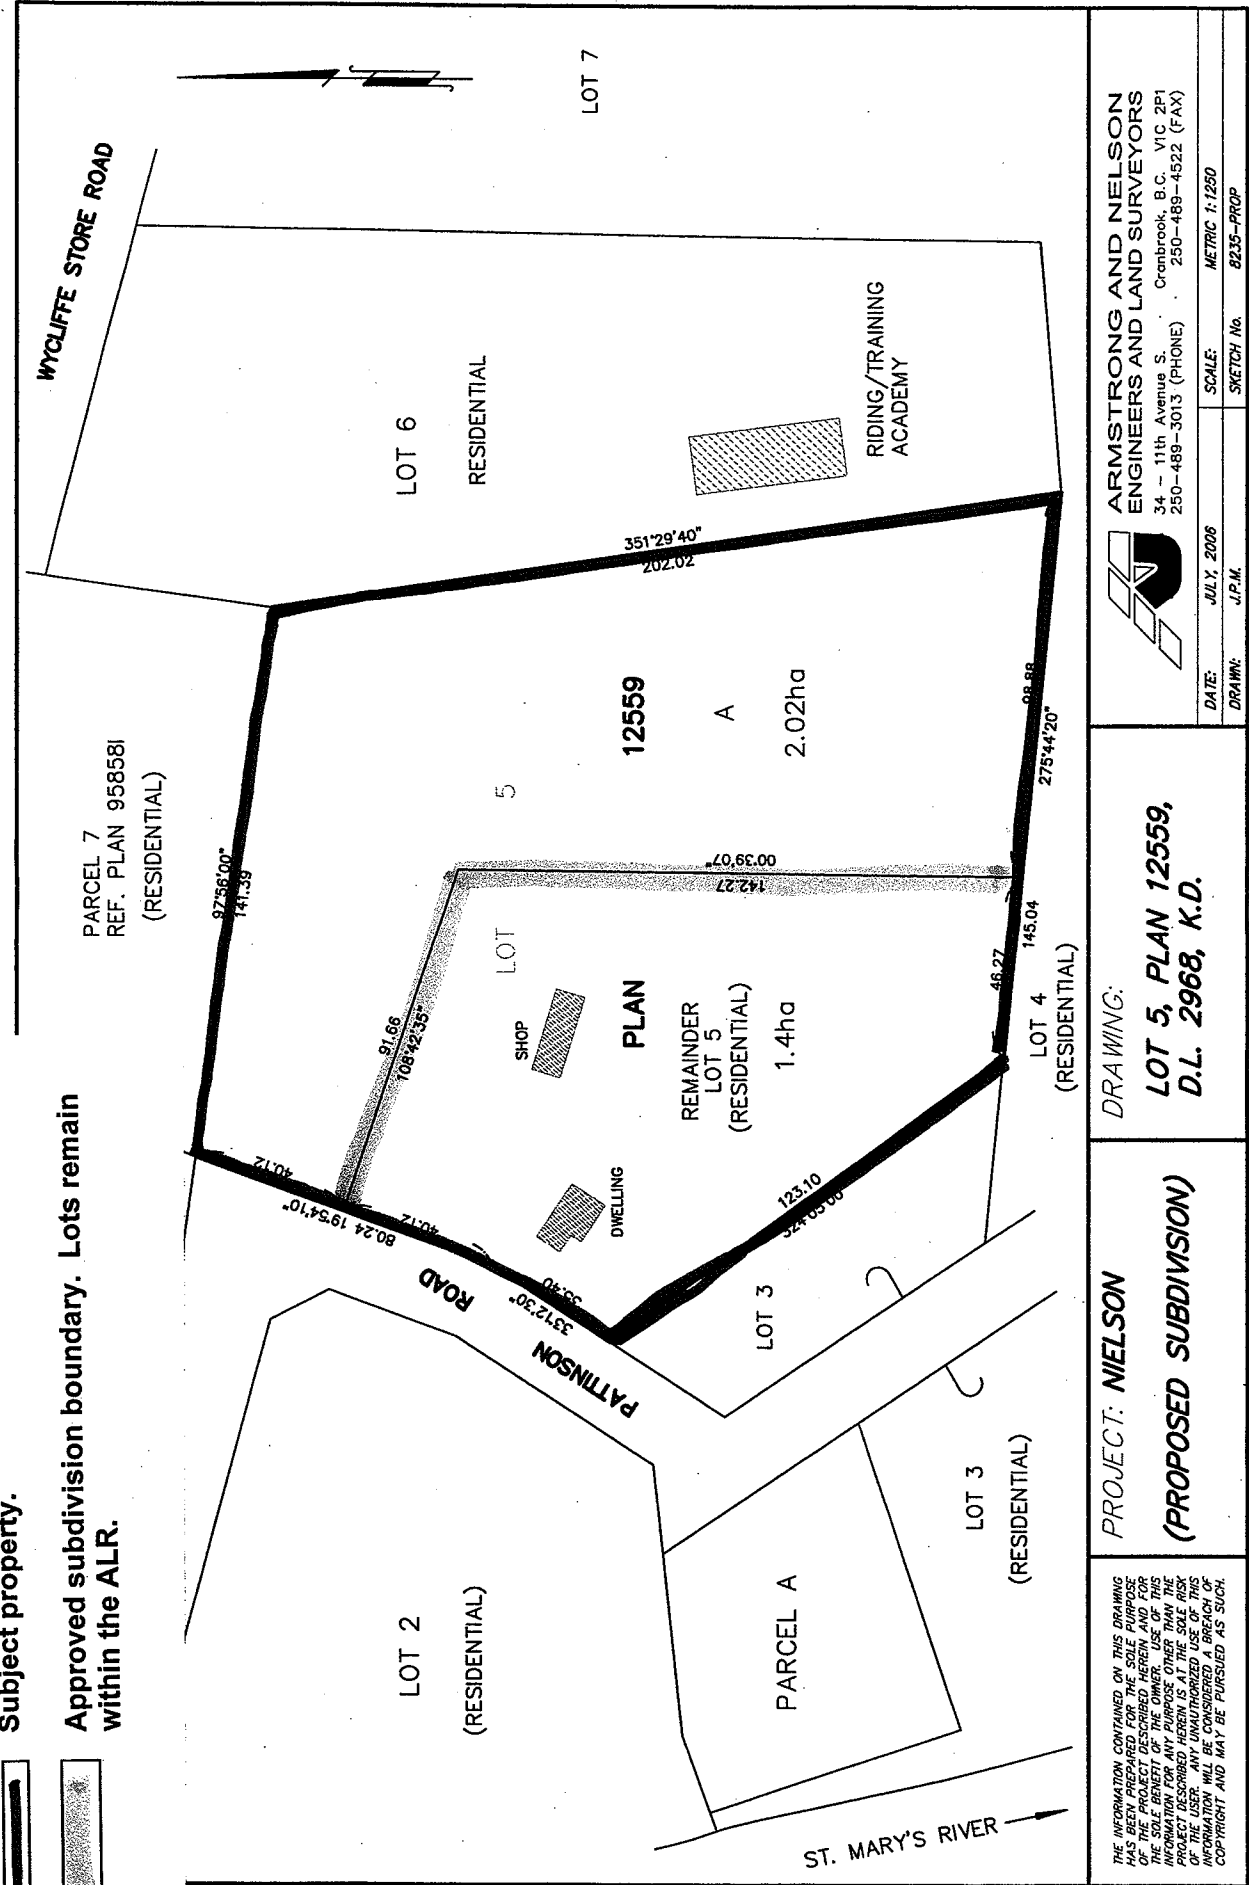 Subject property.
Approved subdivision boundary. Lots remain
within the ALR.
WYCLIFFE STORE ROAD
LOT 7
PARCEL 7
REF. PLAN 95858I
(RESIDENTIAL)
LOT 6
RESIDENTIAL
RIDING/TRAINING
ACADEMY
97°56'00"
141.39
351°29'40"
202.02
LOT 5
PLAN 12559
A
2.02ha
91.66
108°42'35"
00°39'07"
142.27
SHOP
DWELLING
REMAINDER
LOT 5
(RESIDENTIAL)
1.4ha
40.12
80.24 19°54'10"
40.12
33°12'30"
35.40
PATTINSON ROAD
123.10
46.27
145.04
98.88
275°44'20"
LOT 4
(RESIDENTIAL)
LOT 3
LOT 2
(RESIDENTIAL)
PARCEL A
LOT 3
(RESIDENTIAL)
ST. MARY'S RIVER
THE INFORMATION CONTAINED ON THIS DRAWING
HAS BEEN PREPARED FOR THE SOLE PURPOSE
OF THE PROJECT DESCRIBED HEREIN AND FOR
THE SOLE BENEFIT OF THE OWNER. USE OF THIS
INFORMATION FOR ANY PURPOSE OTHER THAN THE
PROJECT DESCRIBED HEREIN IS AT THE SOLE RISK
OF THE USER. ANY UNAUTHORIZED USE OF THIS
INFORMATION WILL BE CONSIDERED A BREACH OF
COPYRIGHT AND MAY BE PURSUED AS SUCH.
PROJECT: NIELSON
(PROPOSED SUBDIVISION)
DRAWING:
LOT 5, PLAN 12559,
D.L. 2968, K.D.
ARMSTRONG AND NELSON
ENGINEERS AND LAND SURVEYORS
34 - 11th Avenue S. . Cranbrook, B.C. V1C 2P1
250-489-3013 (PHONE) . 250-489-4522 (FAX)
DATE: JULY, 2006
SCALE: METRIC 1:1250
DRAWN: J.P.M.
SKETCH No. 8235-PROP